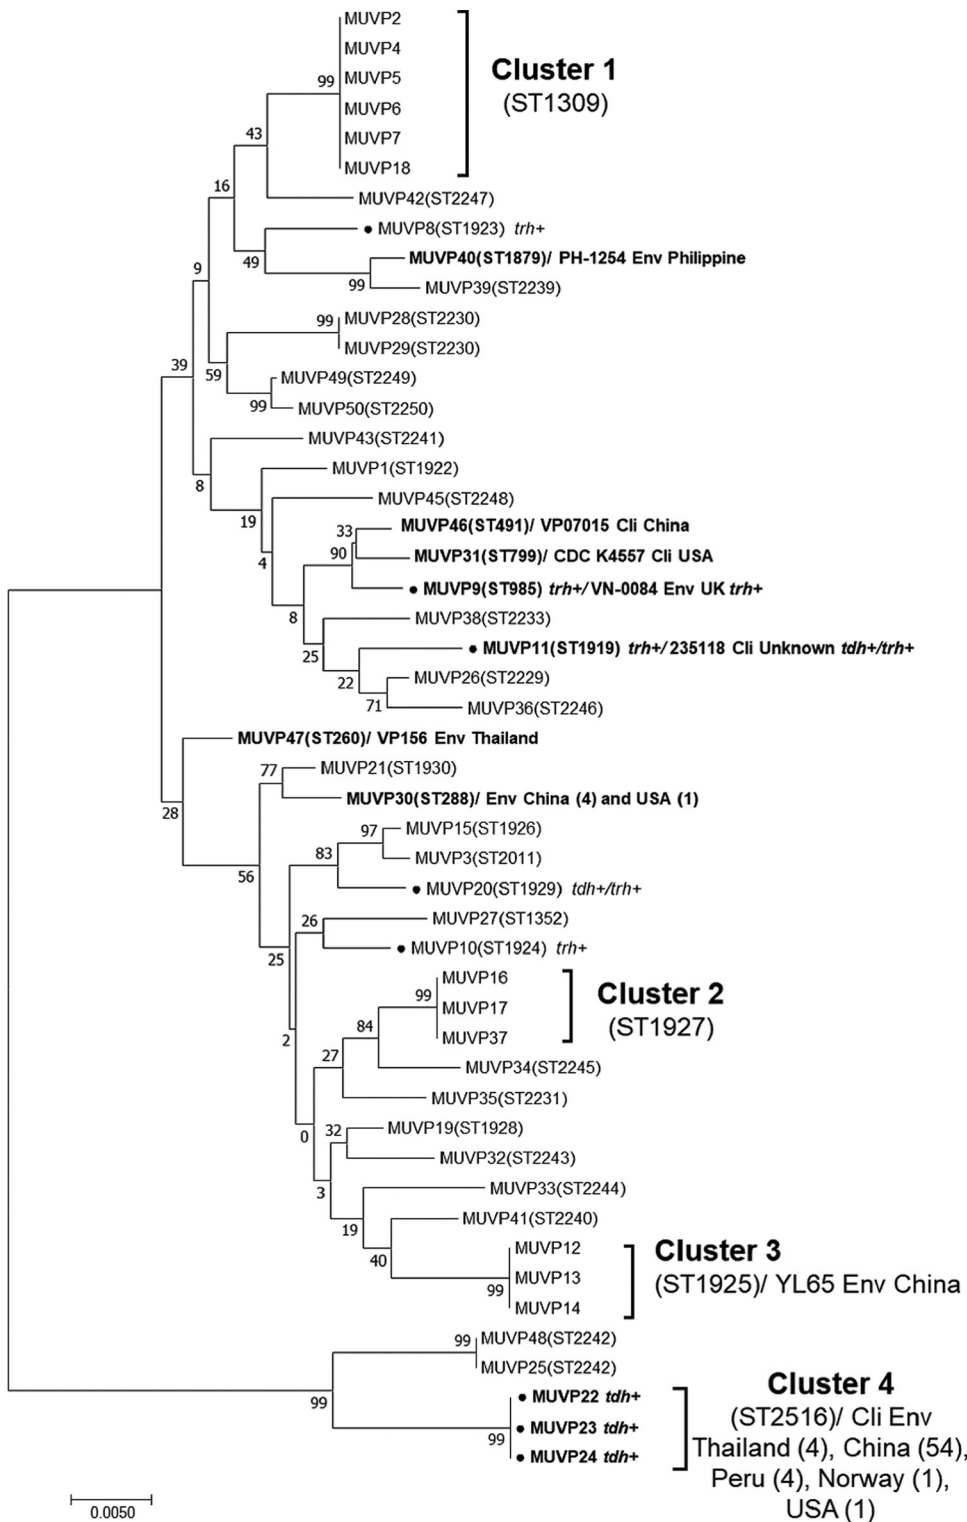 MUVP2
MUVP4
MUVP5
MUVP6
MUVP7
MUVP18
99
Cluster 1
(ST1309)
43
MUVP42(ST2247)
16
MUVP8(ST1923) trh+
49
MUVP40(ST1879)/ PH-1254 Env Philippine
99
MUVP39(ST2239)
9
99
MUVP28(ST2230)
MUVP29(ST2230)
39
59
MUVP49(ST2249)
99
MUVP50(ST2250)
MUVP43(ST2241)
8
MUVP1(ST1922)
19
MUVP45(ST2248)
4
33
MUVP46(ST491)/ VP07015 Cli China
90
MUVP31(ST799)/ CDC K4557 Cli USA
MUVP9(ST985) trh+/VN-0084 Env UK trh+
8
MUVP38(ST2233)
25
MUVP11(ST1919) trh+/235118 Cli Unknown tdh+/trh+
22
MUVP26(ST2229)
71
MUVP36(ST2246)
MUVP47(ST260)/ VP156 Env Thailand
28
77
MUVP21(ST1930)
MUVP30(ST288)/ Env China (4) and USA (1)
56
97
MUVP15(ST1926)
83
MUVP3(ST2011)
MUVP20(ST1929) tdh+/trh+
25
26
MUVP27(ST1352)
MUVP10(ST1924) trh+
2
MUVP16
99
MUVP17
MUVP37
Cluster 2
(ST1927)
84
27
MUVP34(ST2245)
MUVP35(ST2231)
0
32
MUVP19(ST1928)
MUVP32(ST2243)
3
MUVP33(ST2244)
19
MUVP41(ST2240)
40
MUVP12
MUVP13
99
MUVP14
Cluster 3
(ST1925)/ YL65 Env China
99
MUVP48(ST2242)
MUVP25(ST2242)
99
MUVP22 tdh+
MUVP23 tdh+
99
MUVP24 tdh+
Cluster 4
(ST2516)/ Cli Env
Thailand (4), China (54),
Peru (4), Norway (1),
USA (1)
0.0050